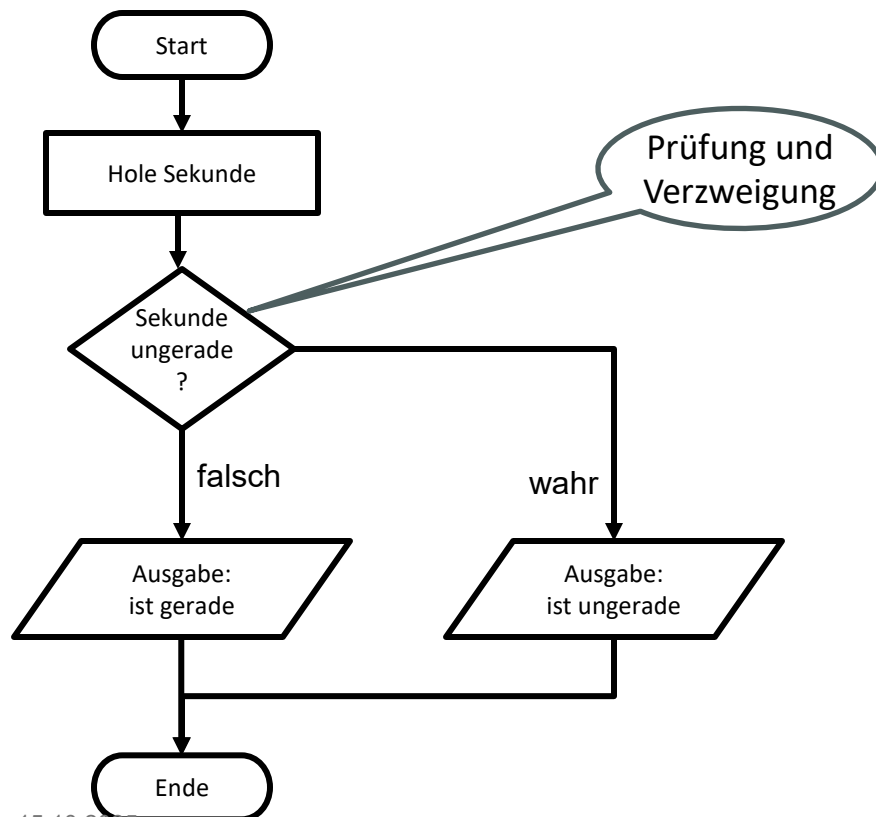 Start
Hole Sekunde
Prüfung und
Verzweigung
Sekunde
ungerade
?
falsch
wahr
Ausgabe:
ist gerade
Ausgabe:
ist ungerade
Ende